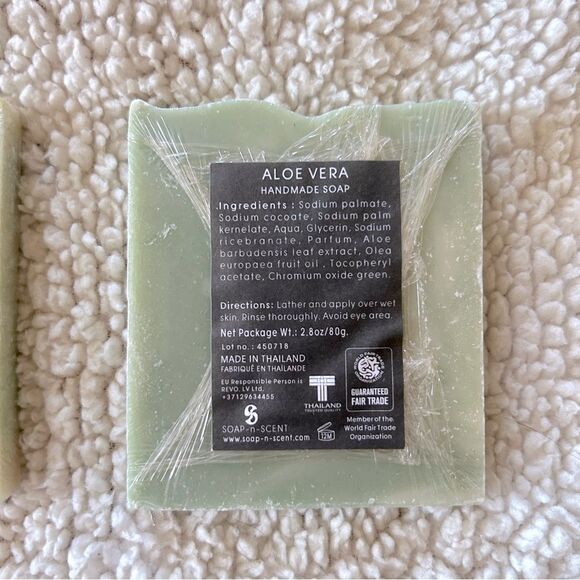 ALOE VERA
HANDMADE SOAP
Ingredients : Sodium palmate,
Sodium cocoate, Sodium palm
kernelate, Aqua, Glycerin, Sodium
ricebranate, Parfum, Aloe
barbadensis leaf extract, Olea
europaea fruit oil , Tocopheryl
acetate, Chromium oxide green.
Directions: Lather and apply over wet
skin. Rinse thoroughly. Avoid eye area.
Net Package Wt.: 2.8oz/80g.
Lot no.: 450718
MADE IN THAILAND
FABRIQUÉ EN THAÏLANDE
EU Responsible Person is
REVO. LV Ltd.
+37129634455
SOAP-n-SCENT
www.soap-n-scent.com
THAILAND
TRUSTED QUALITY
12M
GUARANTEED
FAIR TRADE
Member of the
World Fair Trade
Organization